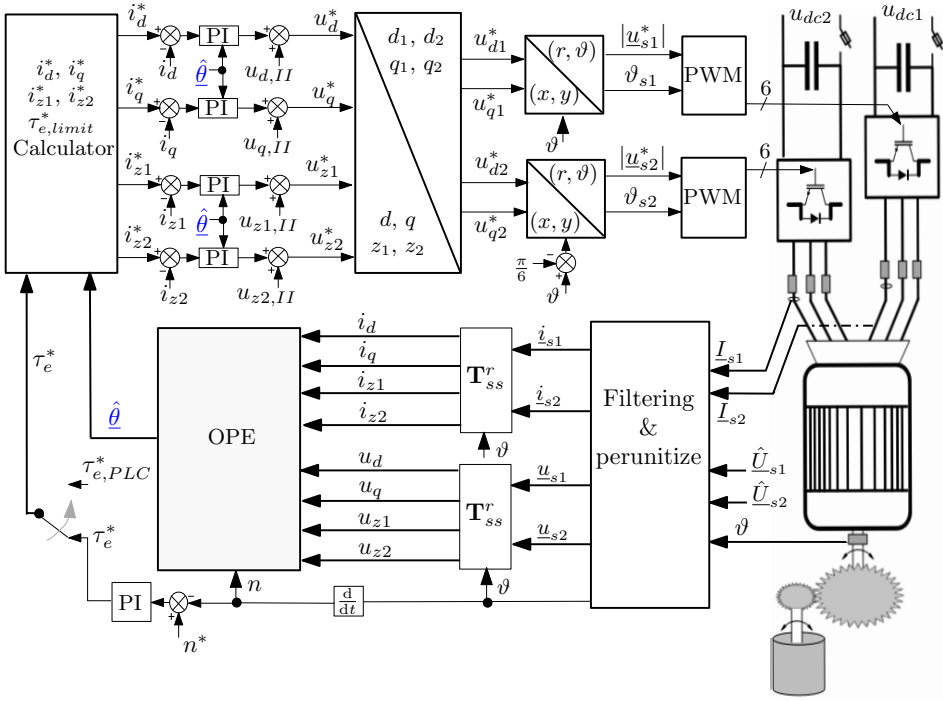 i_d^* + PI + u_d^* d_1, d_2 u_{d1}^* (r, ϑ) |u_{s1}^*| u_{dc2} u_{dc1}
− i_d θ̂ u_{d,II} q_1, q_2 ϑ_{s1} PWM 6
i_d^*, i_q^*
i_{z1}^*, i_{z2}^*
τ_{e,limit}^*
Calculator
i_q^* + PI + u_q^* u_{q1}^* (x, y)
− i_q u_{q,II} ϑ
i_{z1}^* + PI + u_{z1}^* u_{d2}^* (r, ϑ) |u_{s2}^*| PWM 6
− i_{z1} θ̂ u_{z1,II} d, q u_{q2}^* (x, y) ϑ_{s2}
i_{z2}^* + PI + u_{z2}^* z_1, z_2
− i_{z2} u_{z2,II} π/6 − + ϑ
τ_e^*
θ̂
OPE
i_d
i_q
i_{z1}
i_{z2}
T_{ss}^r
ϑ
i_{s1}
i_{s2}
Filtering
&
perunitize
I_{s1}
I_{s2}
Û_{s1}
Û_{s2}
ϑ
u_d
u_q
u_{z1}
u_{z2}
T_{ss}^r
ϑ
u_{s1}
u_{s2}
τ_{e,PLC}^*
τ_e^*
PI − + n d/dt
n^*